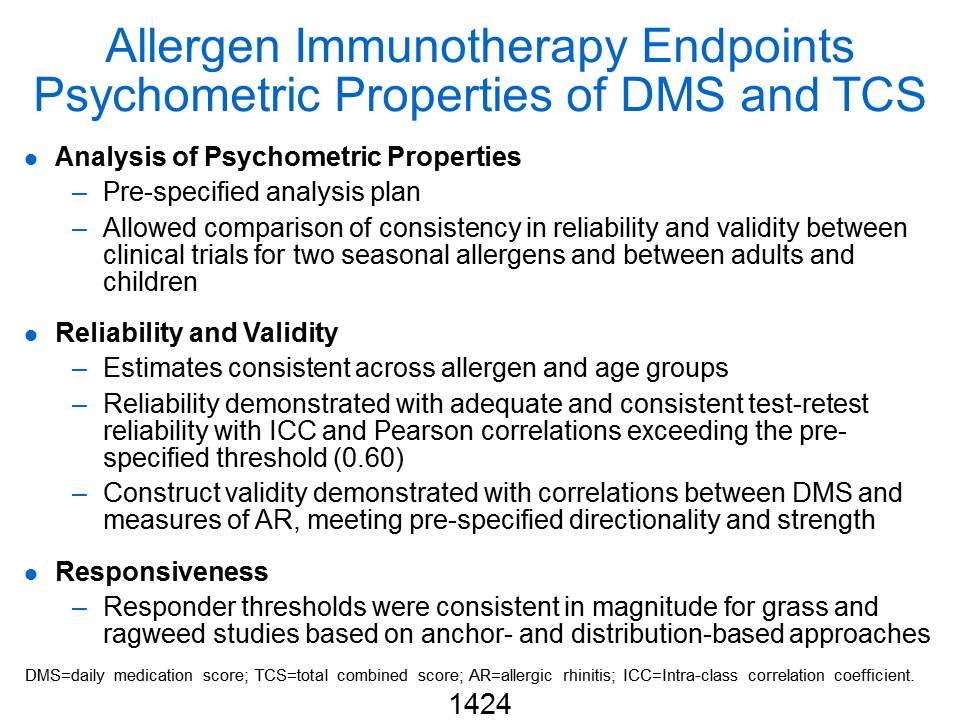 Allergen Immunotherapy Endpoints
Psychometric Properties of DMS and TCS
● Analysis of Psychometric Properties
– Pre-specified analysis plan
– Allowed comparison of consistency in reliability and validity between
clinical trials for two seasonal allergens and between adults and
children
● Reliability and Validity
– Estimates consistent across allergen and age groups
– Reliability demonstrated with adequate and consistent test-retest
reliability with ICC and Pearson correlations exceeding the pre-
specified threshold (0.60)
– Construct validity demonstrated with correlations between DMS and
measures of AR, meeting pre-specified directionality and strength
● Responsiveness
– Responder thresholds were consistent in magnitude for grass and
ragweed studies based on anchor- and distribution-based approaches
DMS=daily medication score; TCS=total combined score; AR=allergic rhinitis; ICC=Intra-class correlation coefficient.
1424